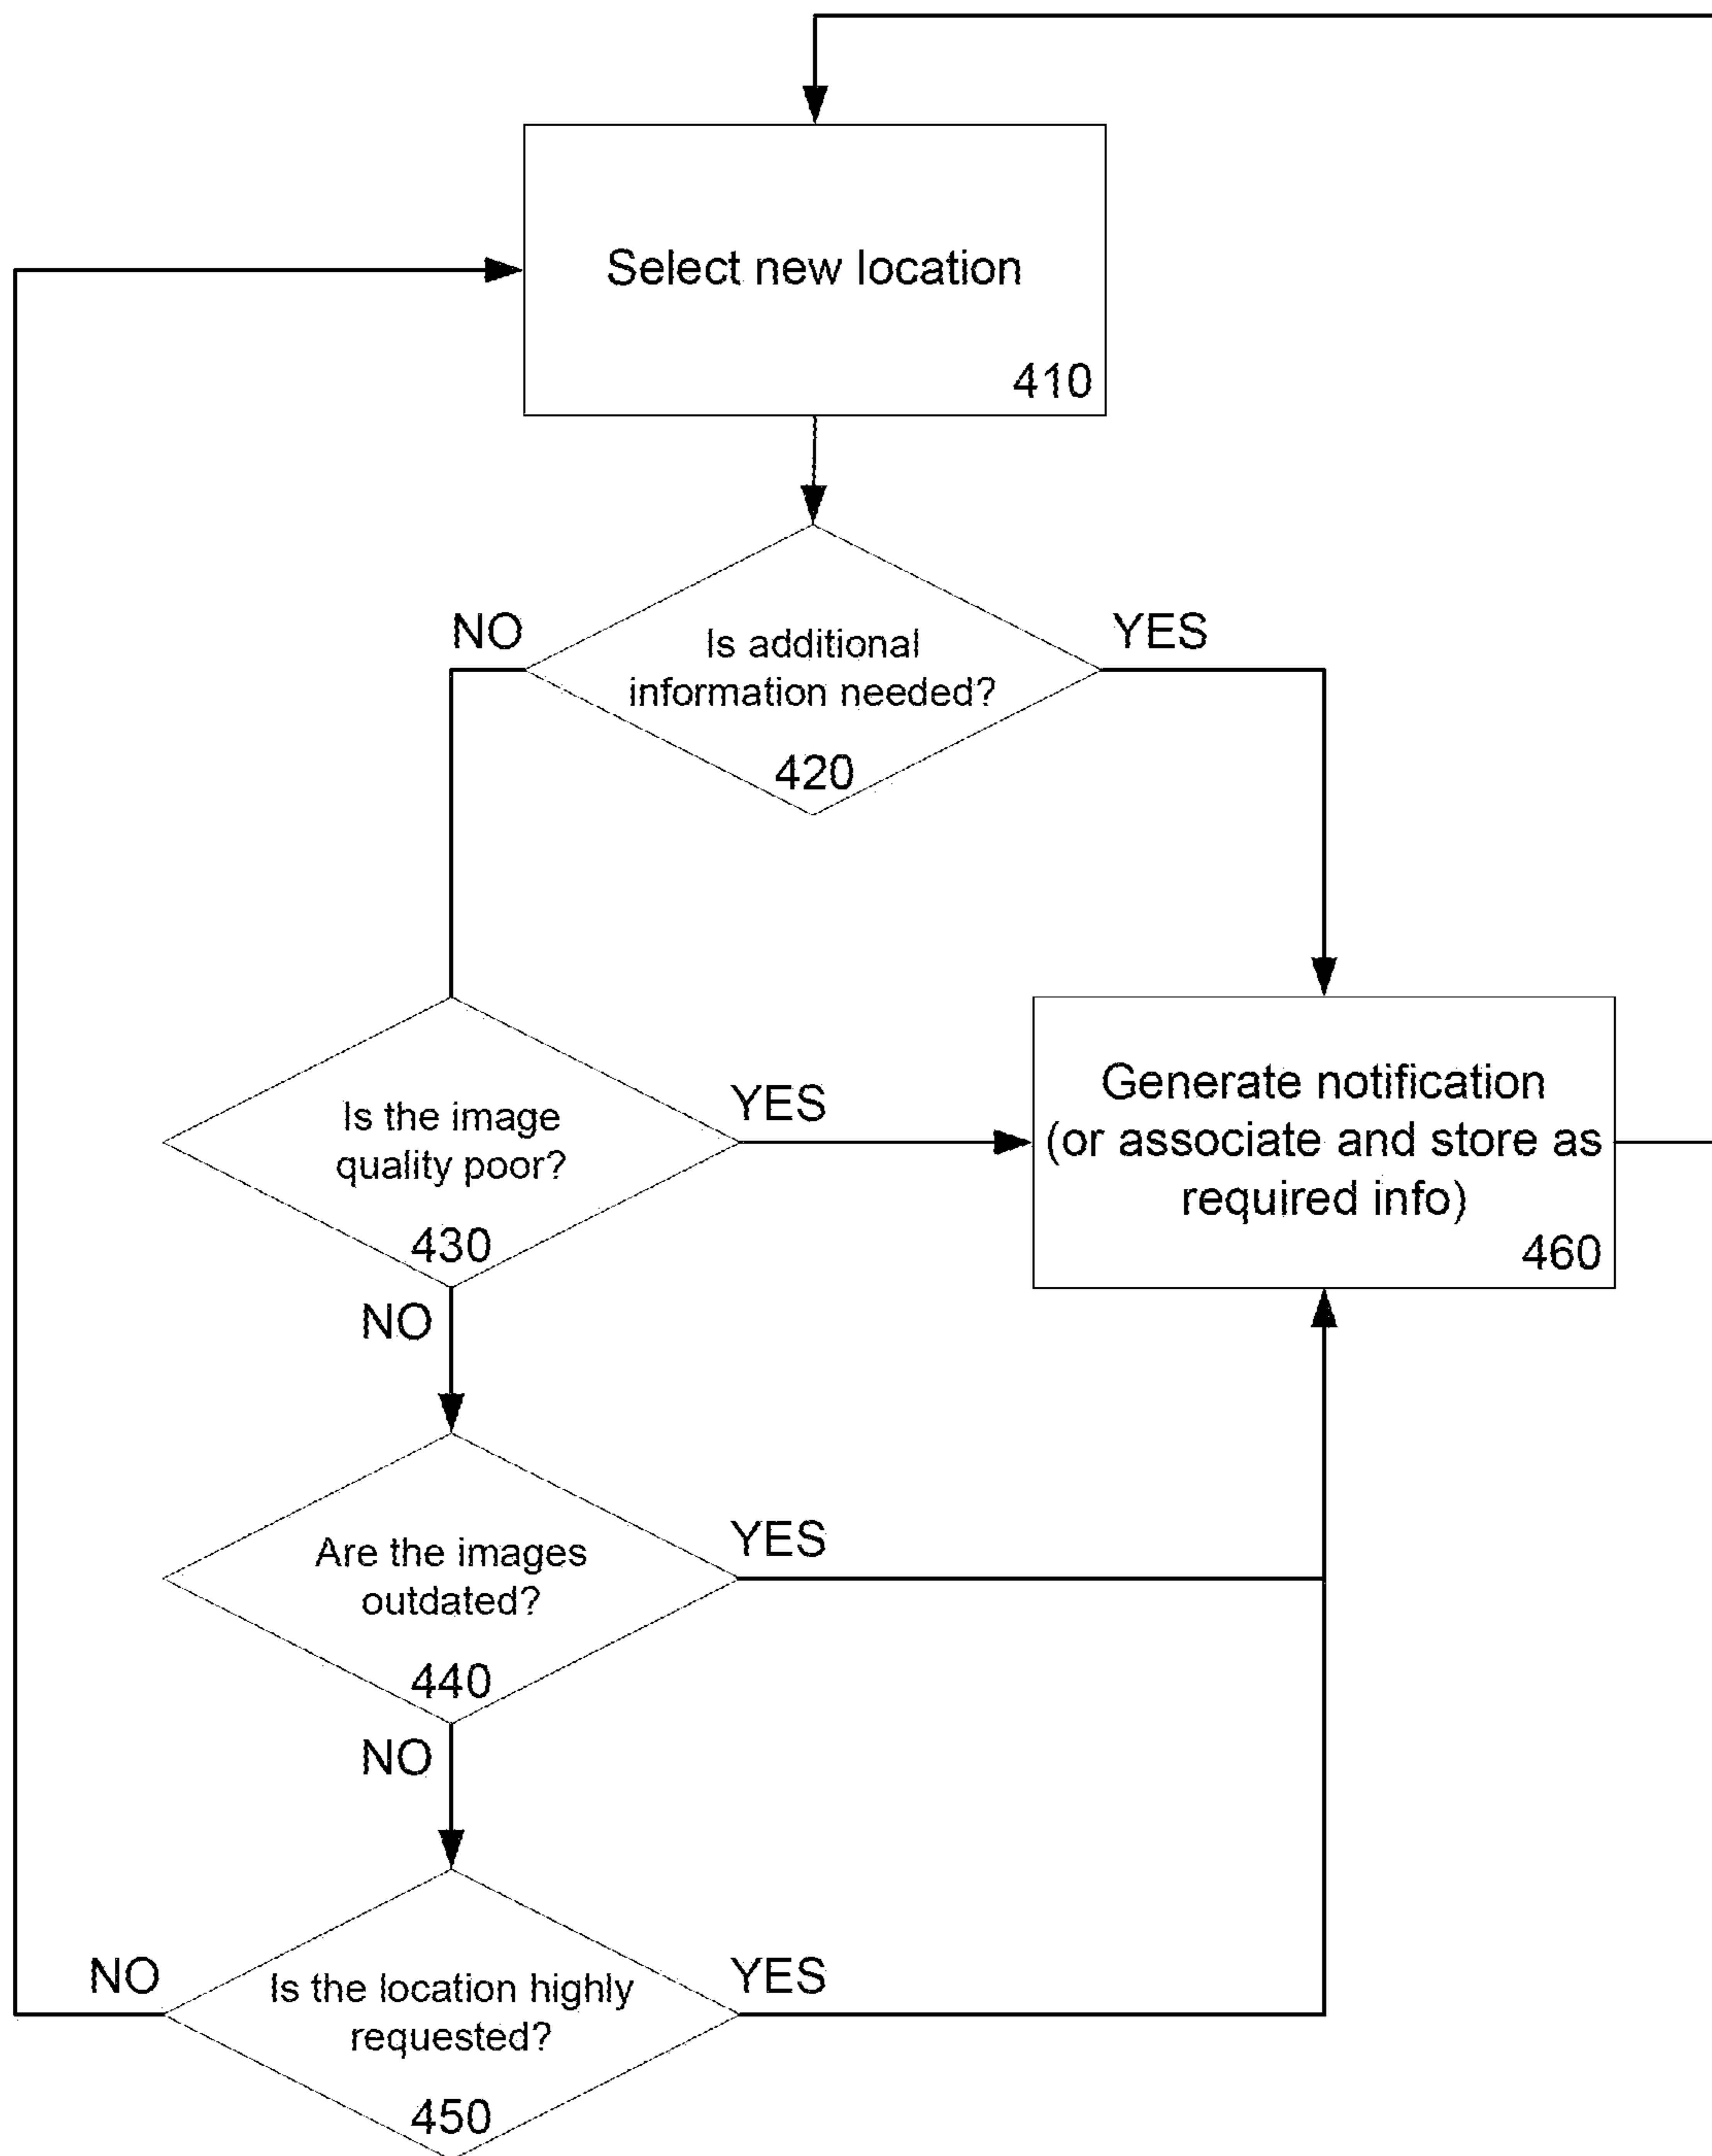 Select new location
410
NO
YES
Is additional
information needed?
420
Is the image
quality poor?
430
YES
NO
Generate notification
(or associate and store as
required info)
460
Are the images
outdated?
440
YES
NO
Is the location highly
requested?
450
NO
YES